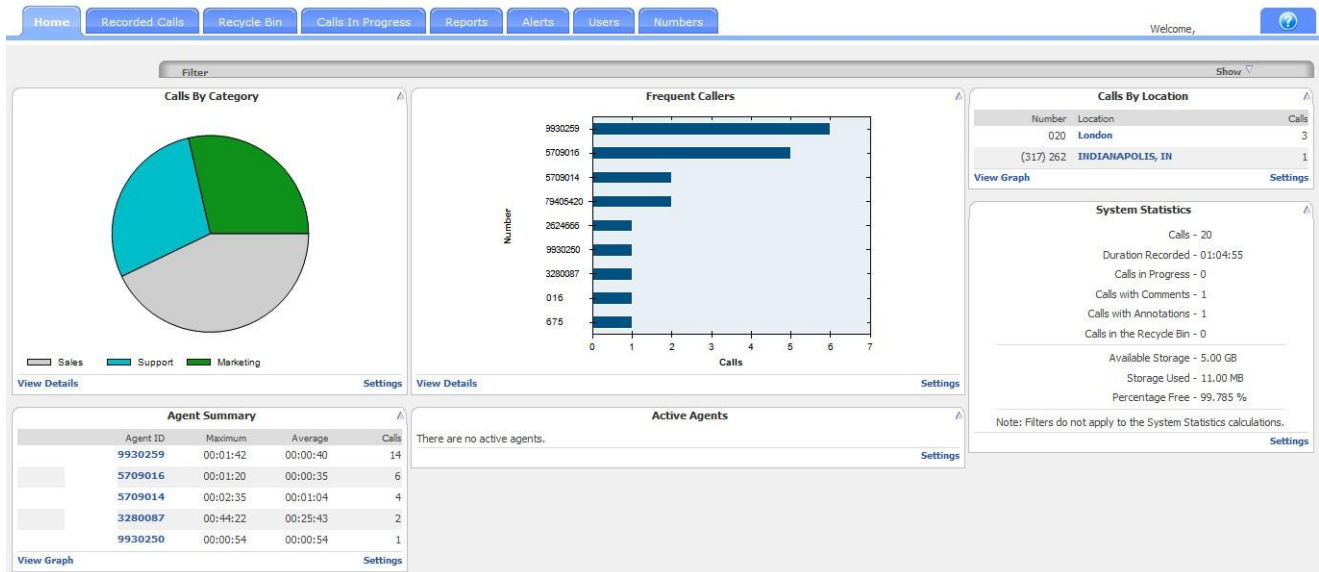 Home Recorded Calls Recycle Bin Calls In Progress Reports Alerts Users Numbers
Welcome,
Filter Show
Calls By Category
Sales Support Marketing
View Details Settings
Frequent Callers
Number
9930259
5709016
5709014
79405420
2624666
9930250
3280087
016
675
0 1 2 3 4 5 6 7
Calls
View Details Settings
Calls By Location
Number Location Calls
020 London 3
(317) 262 INDIANAPOLIS, IN 1
View Graph Settings
System Statistics
Calls - 20
Duration Recorded - 01:04:55
Calls in Progress - 0
Calls with Comments - 1
Calls with Annotations - 1
Calls in the Recycle Bin - 0
Available Storage - 5.00 GB
Storage Used - 11.00 MB
Percentage Free - 99.785 %
Note: Filters do not apply to the System Statistics calculations.
Settings
Agent Summary
Agent ID Maximum Average Calls
9930259 00:01:42 00:00:40 14
5709016 00:01:20 00:00:35 6
5709014 00:02:35 00:01:04 4
3280087 00:44:22 00:25:43 2
9930250 00:00:54 00:00:54 1
View Graph Settings
Active Agents
There are no active agents.
Settings